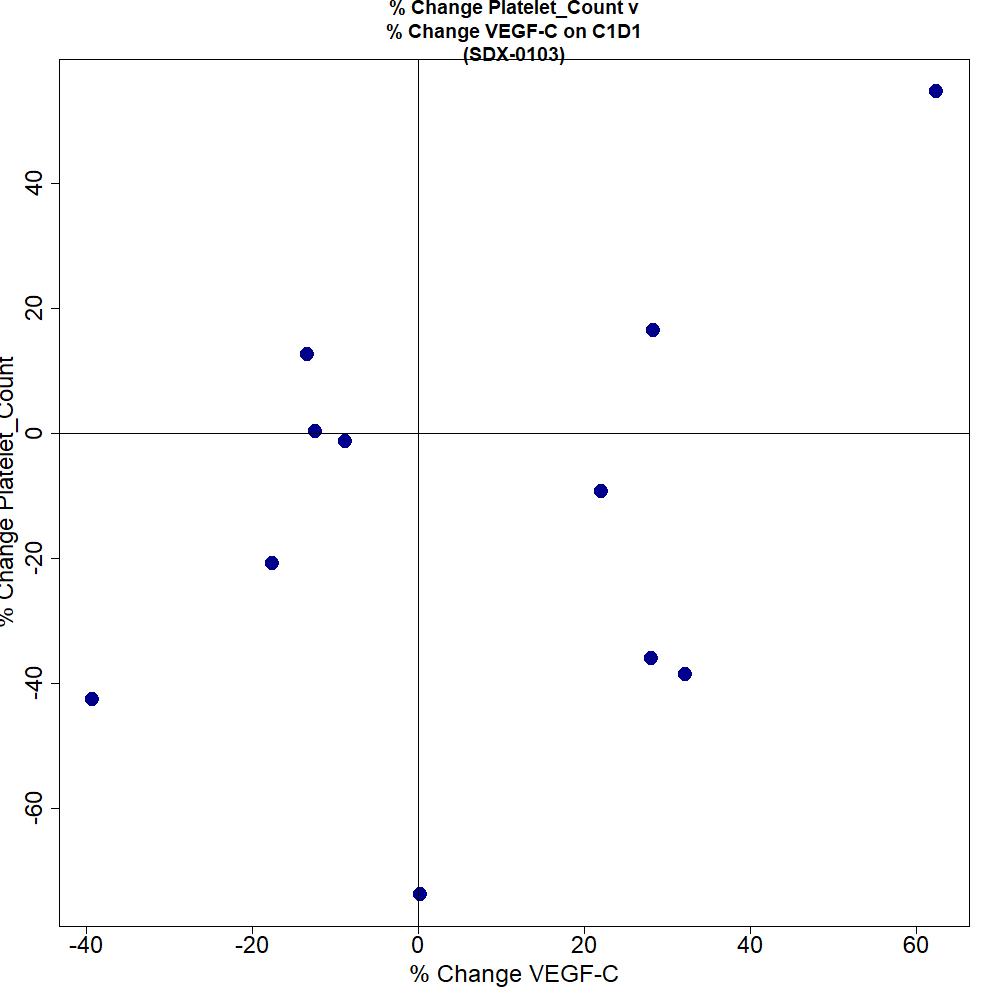 % Change Platelet_Count v
% Change VEGF-C on C1D1
(SDX-0103)
% Change Platelet_Count
40
20
0
-20
-40
-60
-40 -20 0 20 40 60
% Change VEGF-C